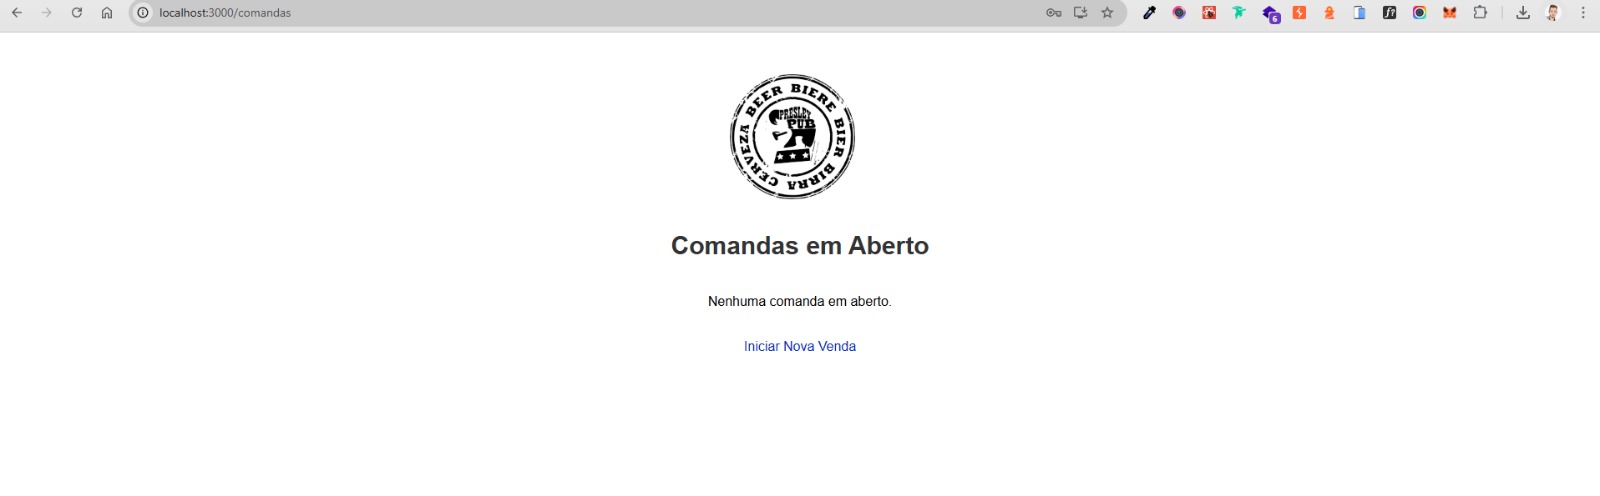 localhost:3000/comandas
6
f?
BEER BIERE BIER BIRRA CERVEZA
PRESLEY
PUB
Comandas em Aberto
Nenhuma comanda em aberto.
Iniciar Nova Venda